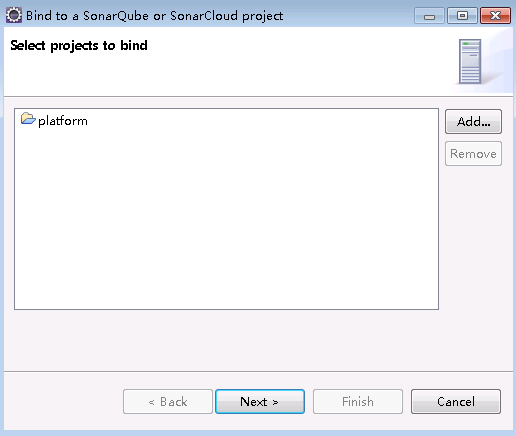 Bind to a SonarQube or SonarCloud project
Select projects to bind
platform
Add...
Remove
< Back
Next >
Finish
Cancel